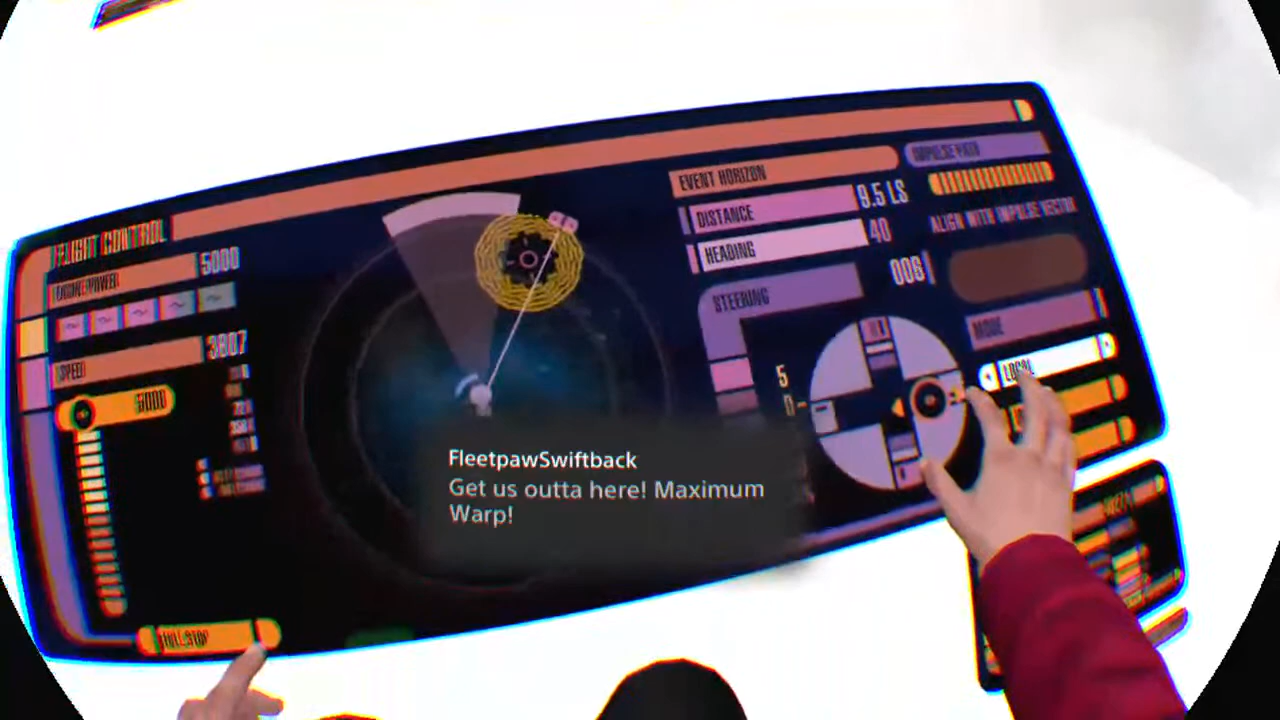 FLIGHT CONTROL
ENGINE POWER
5000
SPEED
3807
5000
FULL STOP
EVENT HORIZON
DISTANCE
9.5 LS
HEADING
40
STEERING
006
5
0
IMPULSE PATH
ALIGN WITH IMPULSE VECTOR
MODE
LOCAL
FleetpawSwiftback
Get us outta here! Maximum
Warp!